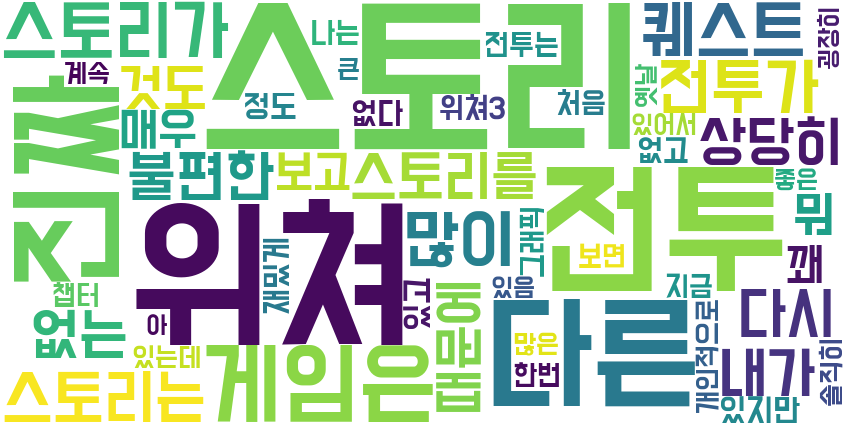 스토리가
나는
스토리
퀘스트
굉장히
계속
큰
전투는
것도
정도
없다
위쳐3
처음
옛날
전투가
진짜
매우
있어서
불편한
보고
스토리를
없고
상당히
좋은
위쳐
많이
그래픽
전투
보면
뭐
재밌게
꽤
챕터
아
있고
있음
지금
없는
때문에
다른
다시
있는데
게임은
많은
한번
개인적으로
내가
솔직히
스토리는
있지만